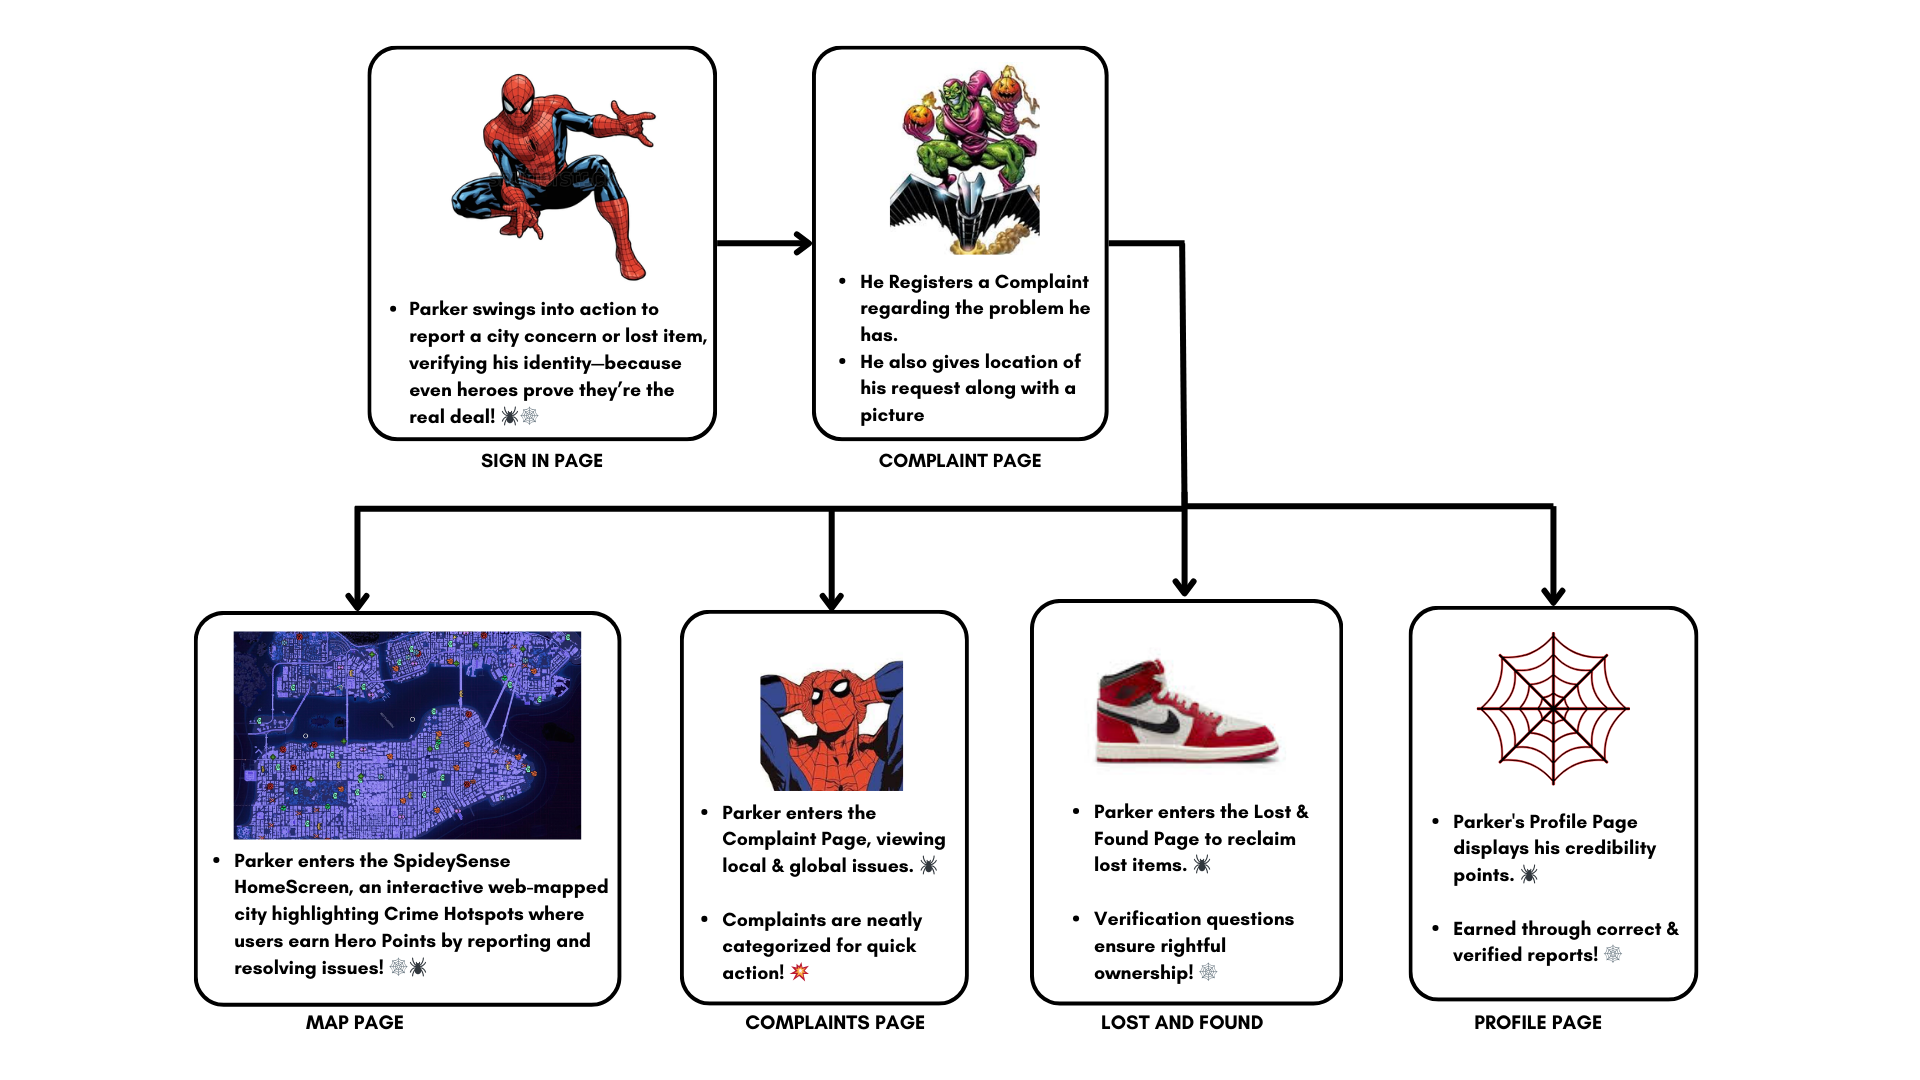 Parker swings into action to
report a city concern or lost item,
verifying his identity—because
even heroes prove they're the
real deal! 🕷️🕸️
SIGN IN PAGE
He Registers a Complaint
regarding the problem he
has.
He also gives location of
his request along with a
picture
COMPLAINT PAGE
Parker enters the SpideySense
HomeScreen, an interactive web-mapped
city highlighting Crime Hotspots where
users earn Hero Points by reporting and
resolving issues! 🕸️🕷️
MAP PAGE
Parker enters the
Complaint Page, viewing
local & global issues. 🕷️
Complaints are neatly
categorized for quick
action! 💥
COMPLAINTS PAGE
Parker enters the Lost &
Found Page to reclaim
lost items. 🕷️
Verification questions
ensure rightful
ownership! 🕸️
LOST AND FOUND
Parker's Profile Page
displays his credibility
points. 🕷️
Earned through correct &
verified reports! 🕸️
PROFILE PAGE